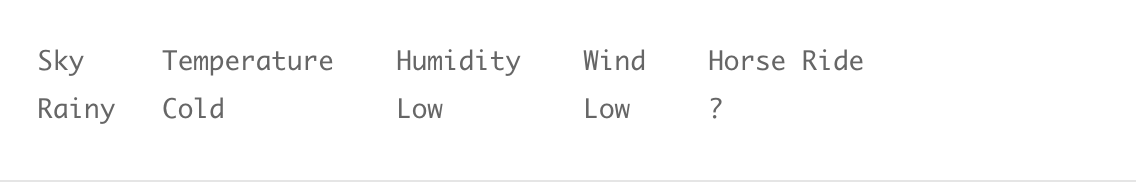 Sky Temperature Humidity Wind Horse Ride
Rainy Cold Low Low ?